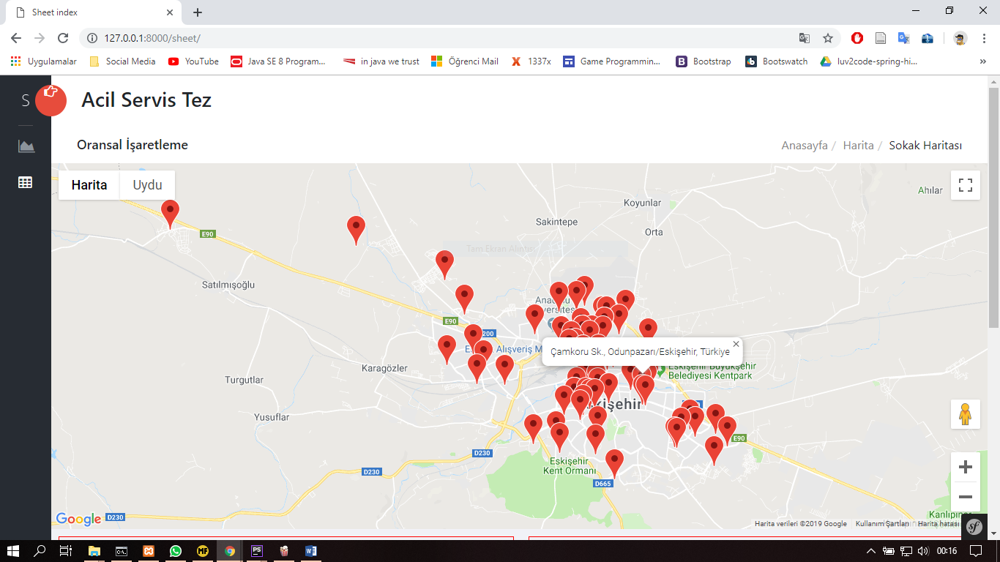 Sheet index
127.0.0.1:8000/sheet/
Uygulamalar
Social Media
YouTube
Java SE 8 Program...
in java we trust
Öğrenci Mail
1337x
Game Programmin...
Bootstrap
Bootswatch
luv2code-spring-hi...
»
S
Acil Servis Tez
Oransal İşaretleme
Anasayfa / Harita / Sokak Haritası
Harita
Uydu
Ahılar
Koyunlar
Sakintepe
Orta
E90
Tam Ekran Alıntısı
Satılmışoğlu
E90
200
Alışveriş M
Çamkoru Sk., Odunpazarı/Eskişehir, Türkiye
Karagözler
Eskişehir Büyükşehir
Belediyesi Kentpark
Turgutlar
Yusuflar
E90
D230
Eskişehir
Kent Ormanı
D230
D665
Kanlıpınar
Google
D230
Harita verileri ©2019 Google
Kullanım Şartları
Harita hatası
sf
PS
MF
00:16